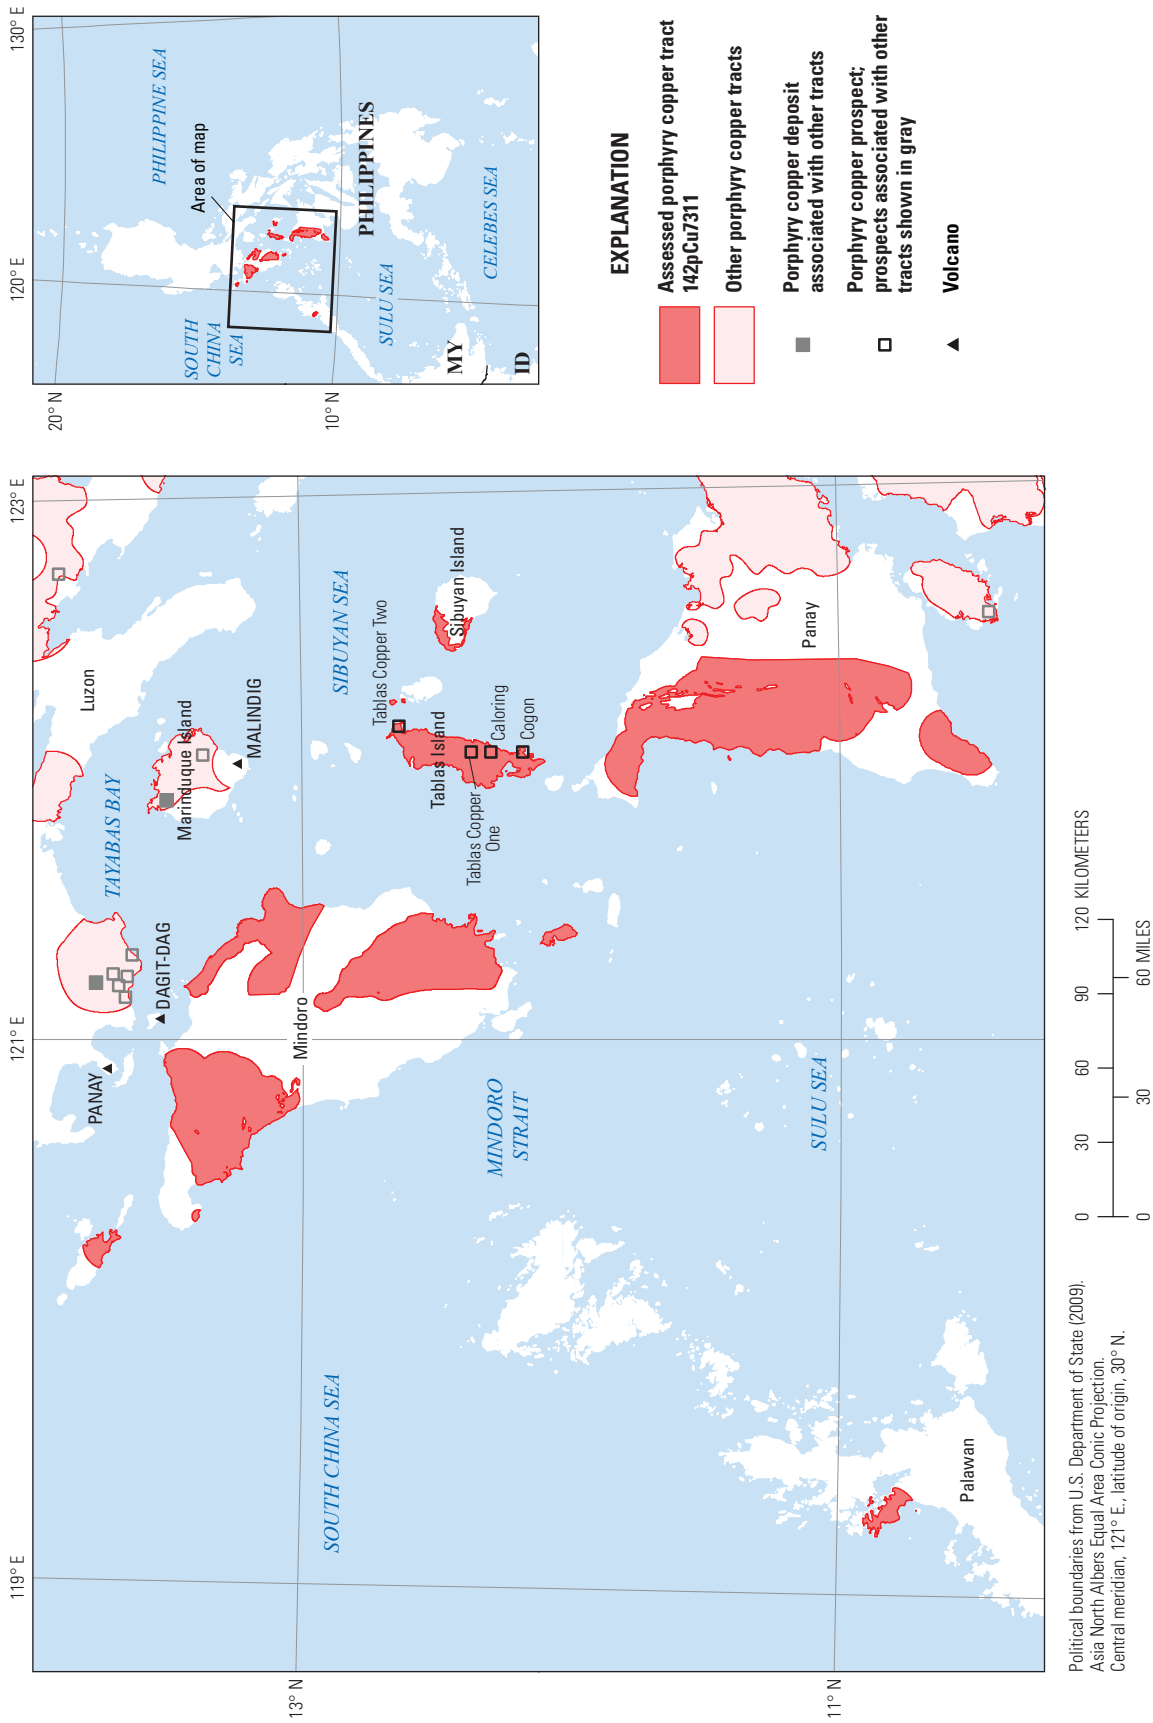 119° E
121° E
123° E
13° N
11° N
Luzon
TAYABAS BAY
Marinduque Island
MALINDIG
PANAY
DAGIT-DAG
Mindoro
SIBUYAN SEA
Tablas Copper Two
Sibuyan Island
Tablas Island
Caloring
Cogon
Tablas Copper
One
Panay
SOUTH CHINA SEA
MINDORO
STRAIT
SULU SEA
Palawan
120° E
130° E
20° N
10° N
PHILIPPINE SEA
Area of map
SOUTH
CHINA
SEA
PHILIPPINES
SULU SEA
CELEBES SEA
MY
ID
EXPLANATION
Assessed porphyry copper tract
142pCu7311
Other porphyry copper tracts
Porphyry copper deposit
associated with other tracts
Porphyry copper prospect;
prospects associated with other
tracts shown in gray
Volcano
0 30 60 90 120 KILOMETERS
0 30 60 MILES
Political boundaries from U.S. Department of State (2009).
Asia North Albers Equal Area Conic Projection.
Central meridian, 121° E., latitude of origin, 30° N.